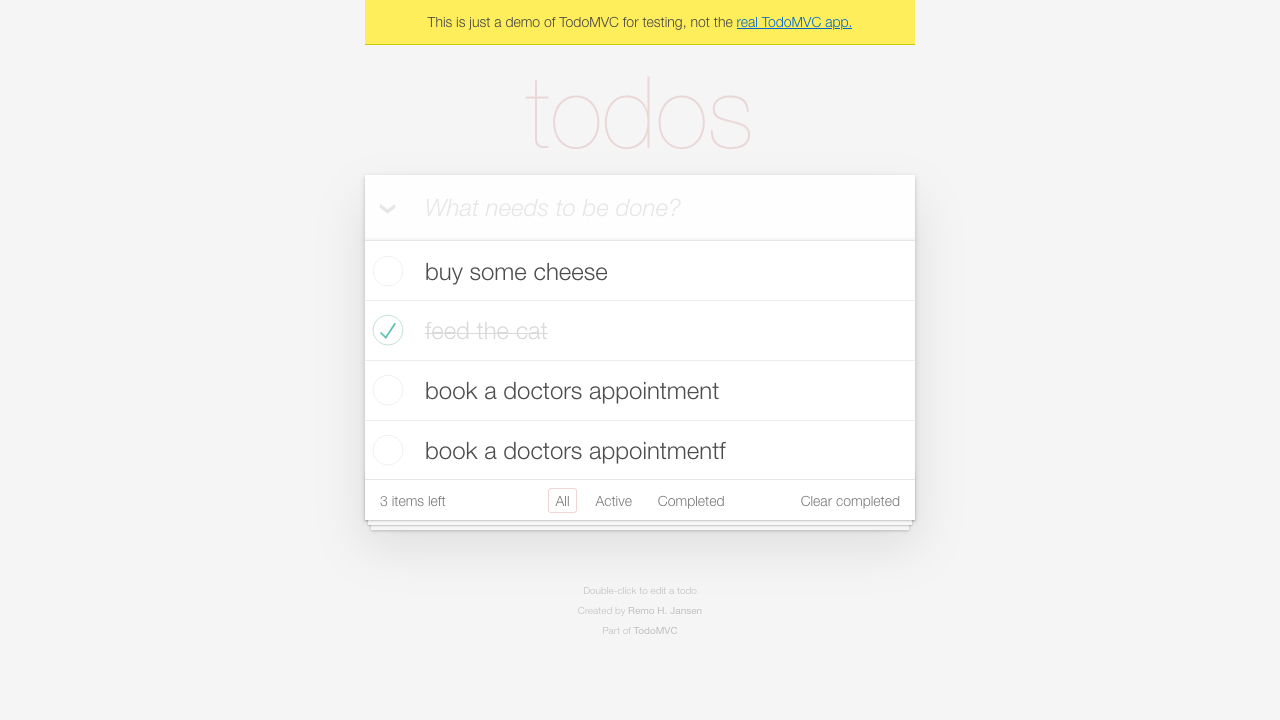 This is just a demo of TodoMVC for testing, not the real TodoMVC app.
todos
What needs to be done?
buy some cheese
feed the cat
book a doctors appointment
book a doctors appointmentf
3 items left All Active Completed Clear completed
Double-click to edit a todo
Created by Remo H. Jansen
Part of TodoMVC